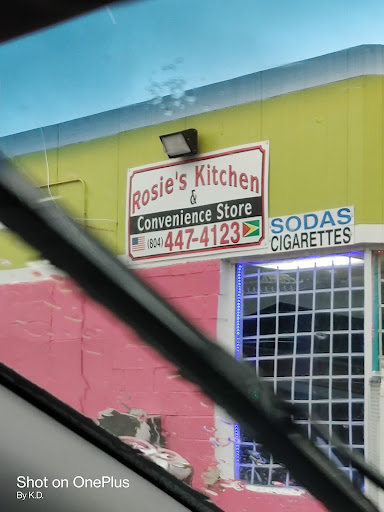 Rosie's Kitchen
&
Convenience Store
(804) 447-4123
SODAS
CIGARETTES
Shot on OnePlus
By K.D.